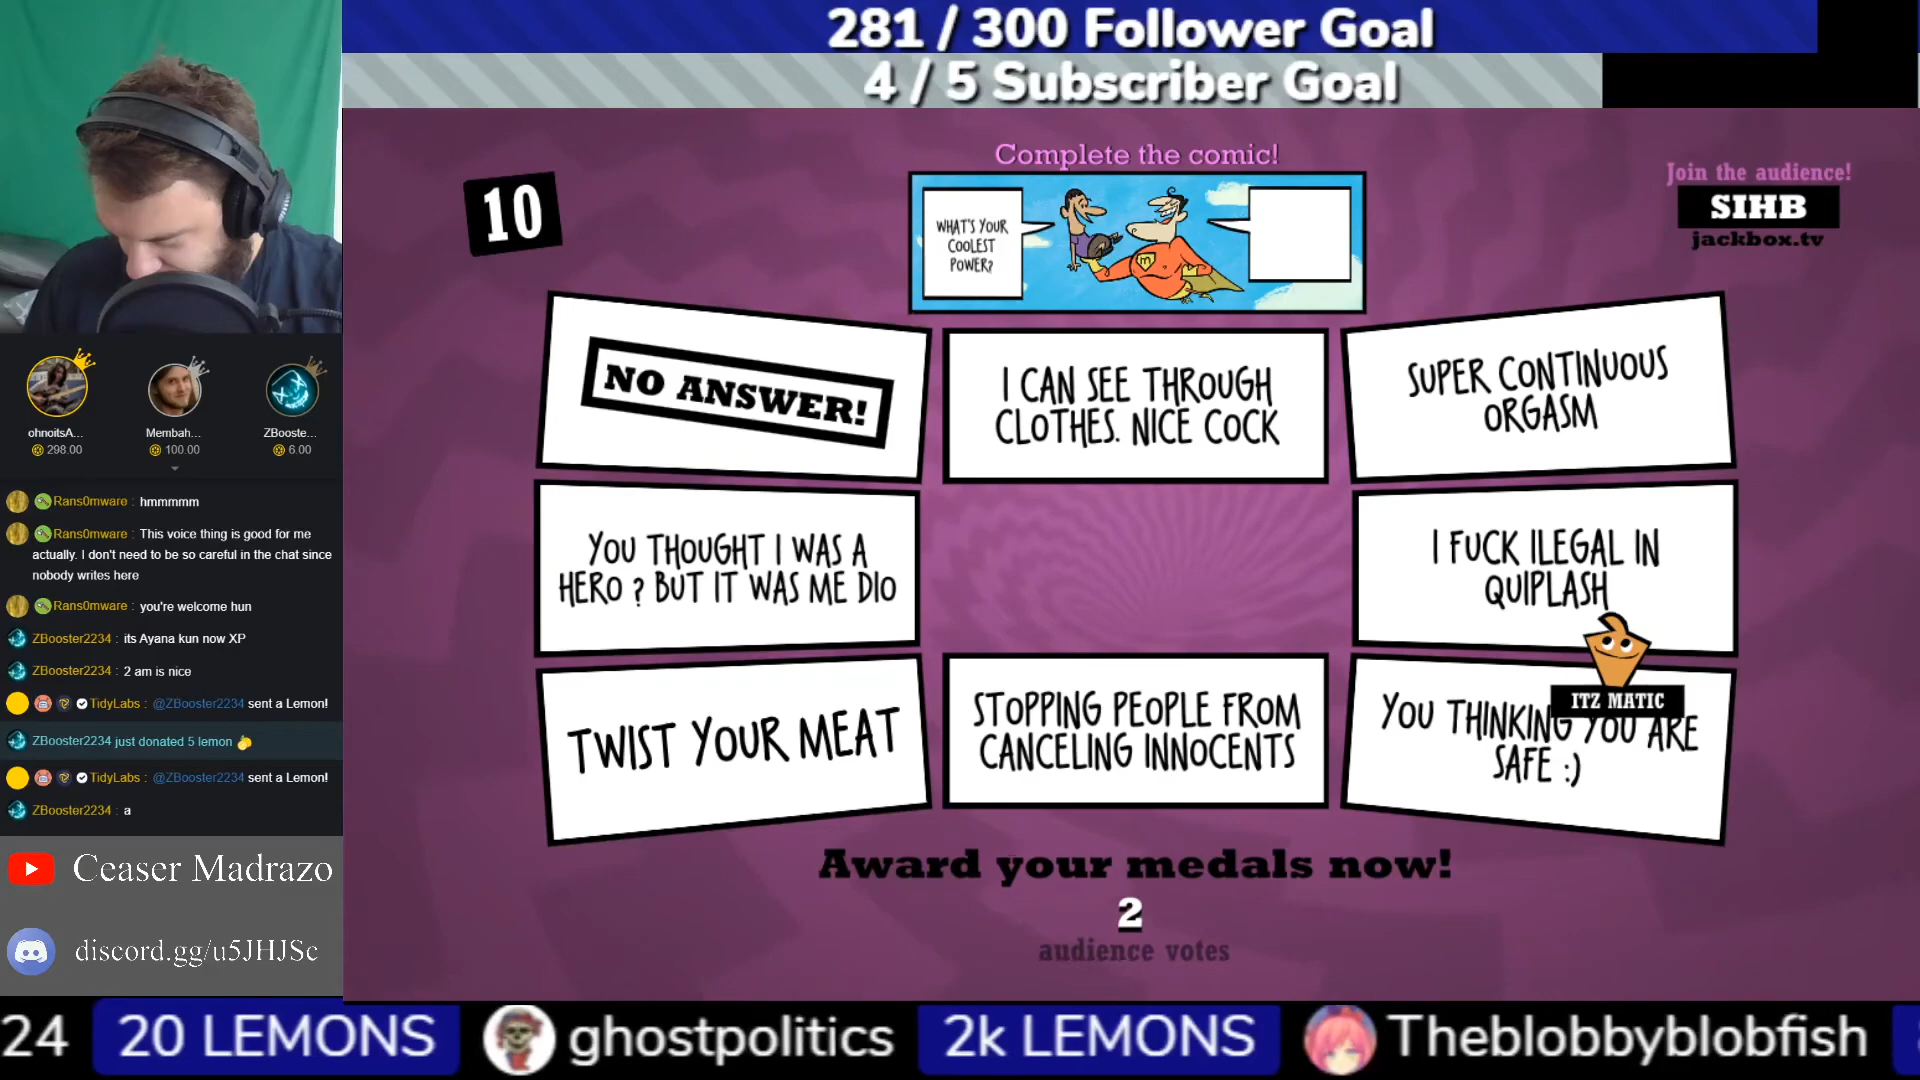 281 / 300 Follower Goal
4 / 5 Subscriber Goal
Complete the comic!
Join the audience!
SIHB
jackbox.tv
10
WHAT'S YOUR
COOLEST
POWER?
m
NO ANSWER!
I CAN SEE THROUGH
CLOTHES. NICE COCK
SUPER CONTINUOUS
ORGASM
YOU THOUGHT I WAS A
HERO ? BUT IT WAS ME DIO
I FUCK ILEGAL IN
QUIPLASH
ITZ MATIC
TWIST YOUR MEAT
STOPPING PEOPLE FROM
CANCELING INNOCENTS
YOU THINKING YOU ARE
SAFE :)
Award your medals now!
2
audience votes
ohnoitsA...
298.00
Membah...
100.00
ZBooste...
6.00
Rans0mware : hmmmmm
Rans0mware : This voice thing is good for me
actually. I don't need to be so careful in the chat since
nobody writes here
Rans0mware : you're welcome hun
ZBooster2234 : its Ayana kun now XP
ZBooster2234 : 2 am is nice
TidyLabs : @ZBooster2234 sent a Lemon!
ZBooster2234 just donated 5 lemon 🍋
TidyLabs : @ZBooster2234 sent a Lemon!
ZBooster2234 : a
Ceaser Madrazo
discord.gg/u5JHJSc
24 20 LEMONS ghostpolitics 2k LEMONS Theblobbyblobfish